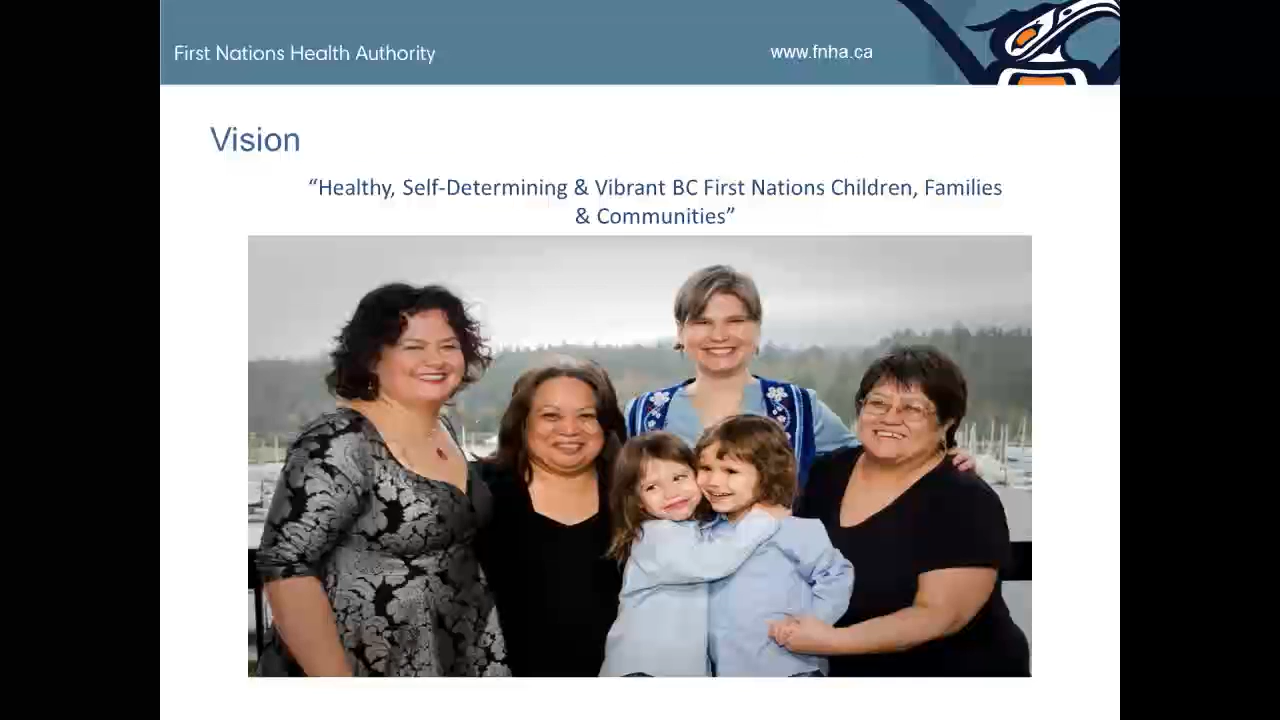 First Nations Health Authority
www.fnha.ca
Vision
“Healthy, Self-Determining & Vibrant BC First Nations Children, Families
& Communities”